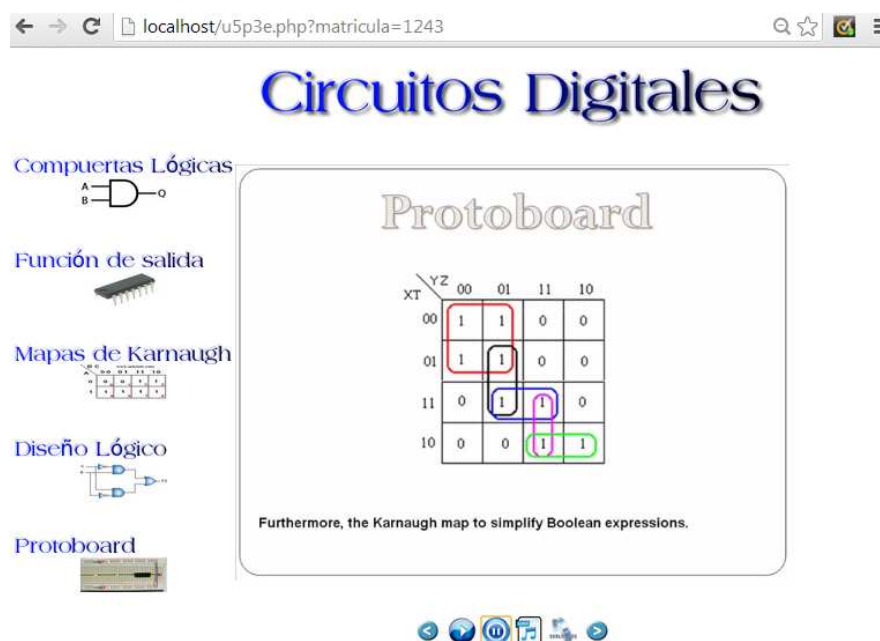 localhost/u5p3e.php?matricula=1243
Circuitos Digitales
Compuertas Lógicas
A
B
Q
Función de salida
Mapas de Karnaugh
Diseño Lógico
Protoboard
Protoboard
YZ
XT
00 01 11 10
00 1 1 0 0
01 1 1 0 0
11 0 1 1 0
10 0 0 1 1
Furthermore, the Karnaugh map to simplify Boolean expressions.